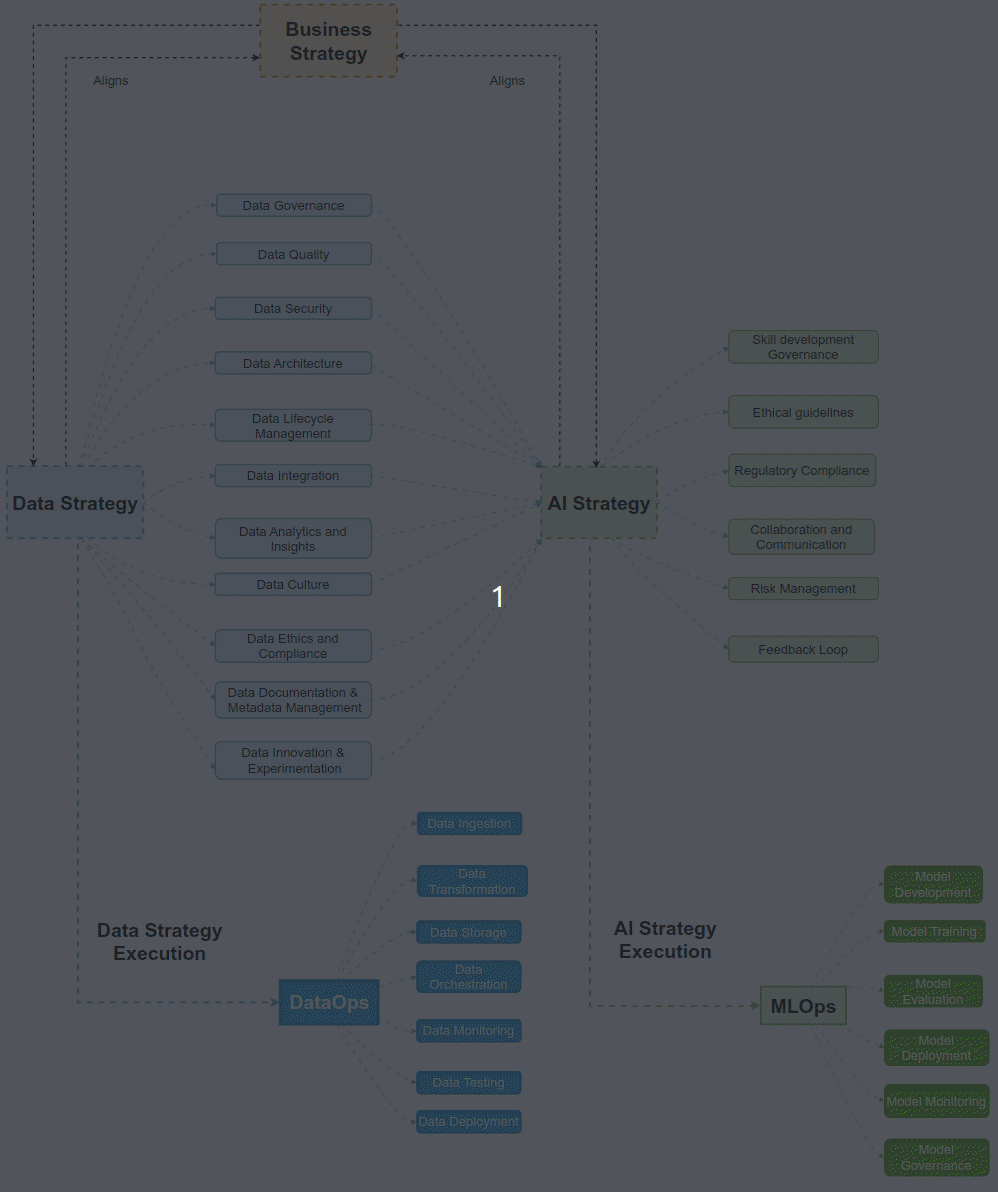 Business
Strategy
Aligns
Aligns
Data Governance
Data Quality
Data Security
Data Architecture
Data Lifecycle
Management
Data Integration
Data Analytics and
Insights
Data Culture
Data Ethics and
Compliance
Data Documentation &
Metadata Management
Data Innovation &
Experimentation
Data Strategy
AI Strategy
1
Skill development
Governance
Ethical guidelines
Regulatory Compliance
Collaboration and
Communication
Risk Management
Feedback Loop
Data Strategy
Execution
DataOps
Data Ingestion
Data
Transformation
Data Storage
Data
Orchestration
Data Monitoring
Data Testing
Data Deployment
AI Strategy
Execution
MLOps
Model
Development
Model Training
Model
Evaluation
Model
Deployment
Model Monitoring
Model
Governance